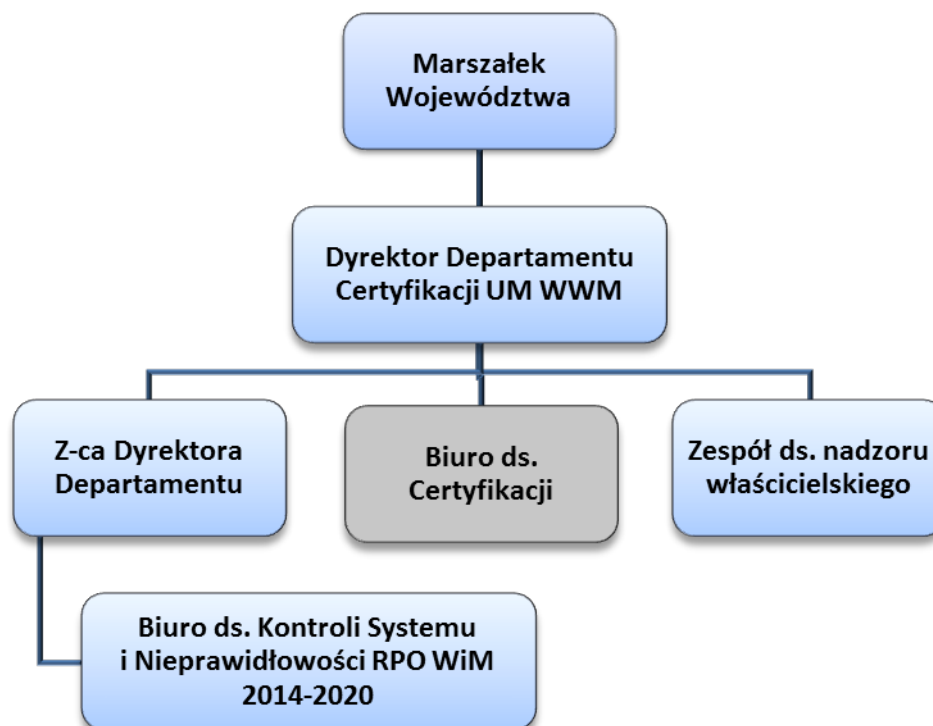 Marszałek
Województwa
Dyrektor Departamentu
Certyfikacji UM WWM
Z-ca Dyrektora
Departamentu
Biuro ds.
Certyfikacji
Zespół ds. nadzoru
właścicielskiego
Biuro ds. Kontroli Systemu
i Nieprawidłowości RPO WiM
2014-2020